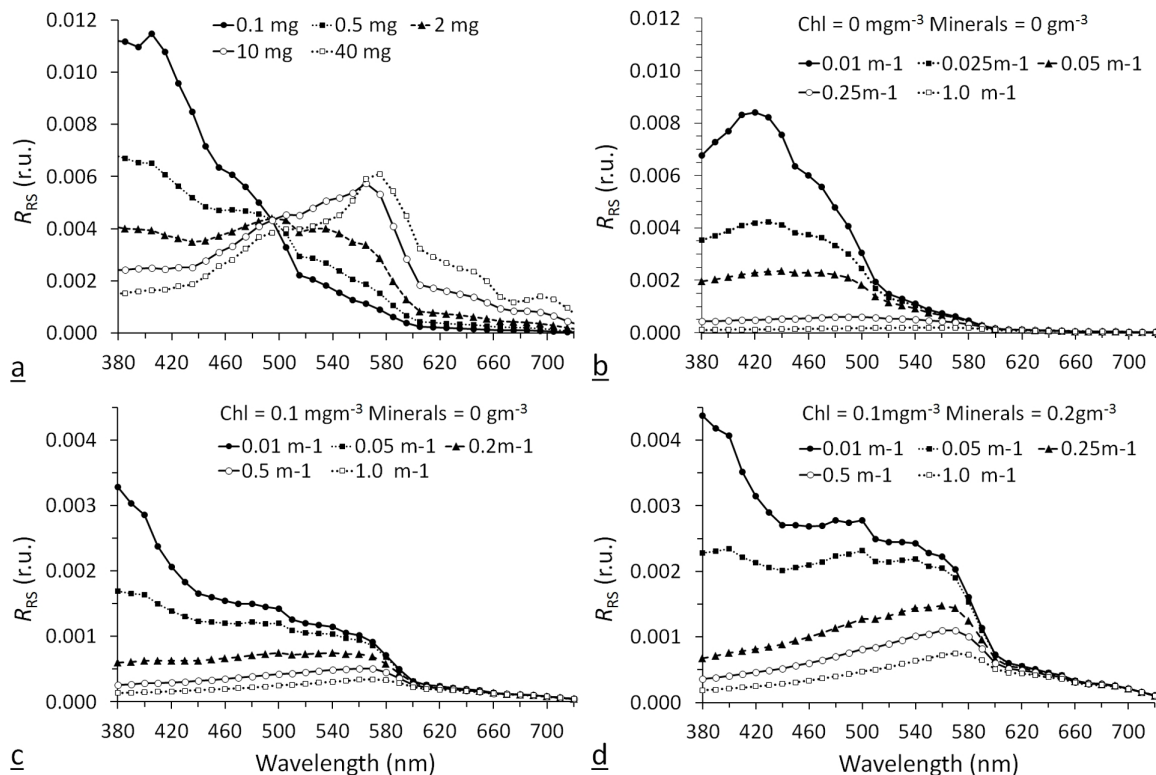 0.1 mg 0.5 mg 2 mg
10 mg 40 mg
0.012
0.010
0.008
0.006
0.004
0.002
0.000
R_RS (r.u.)
380 420 460 500 540 580 620 660 700
a
Chl = 0 mgm⁻³ Minerals = 0 gm⁻³
0.01 m-1 0.025m-1 0.05 m-1
0.25m-1 1.0 m-1
0.012
0.010
0.008
0.006
0.004
0.002
0.000
R_RS (r.u.)
380 420 460 500 540 580 620 660 700
b
Chl = 0.1 mgm⁻³ Minerals = 0 gm⁻³
0.01 m-1 0.05 m-1 0.2m-1
0.5 m-1 1.0 m-1
0.004
0.003
0.002
0.001
0.000
R_RS (r.u.)
380 420 460 500 540 580 620 660 700
Wavelength (nm)
c
Chl = 0.1mgm⁻³ Minerals = 0.2gm⁻³
0.01 m-1 0.05 m-1 0.25m-1
0.5 m-1 1.0 m-1
0.004
0.003
0.002
0.001
0.000
R_RS (r.u.)
380 420 460 500 540 580 620 660 700
Wavelength (nm)
d